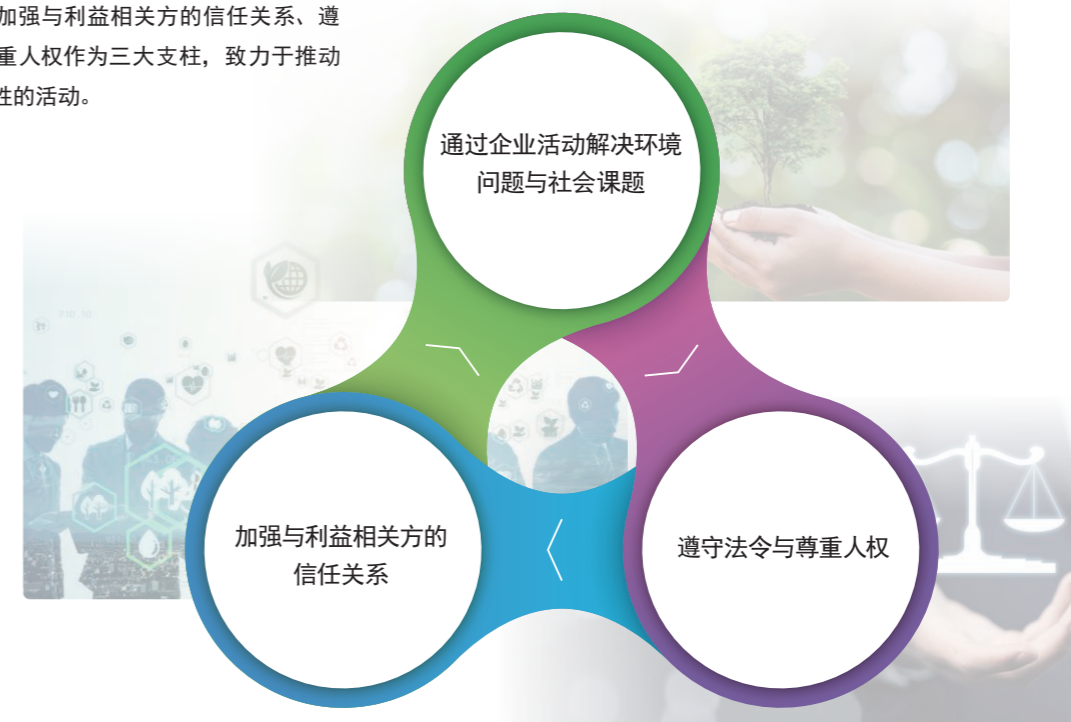 加强与利益相关方的信任关系、遵
重人权作为三大支柱，致力于推动
性的活动。
通过企业活动解决环境
问题与社会课题
加强与利益相关方的
信任关系
遵守法令与尊重人权